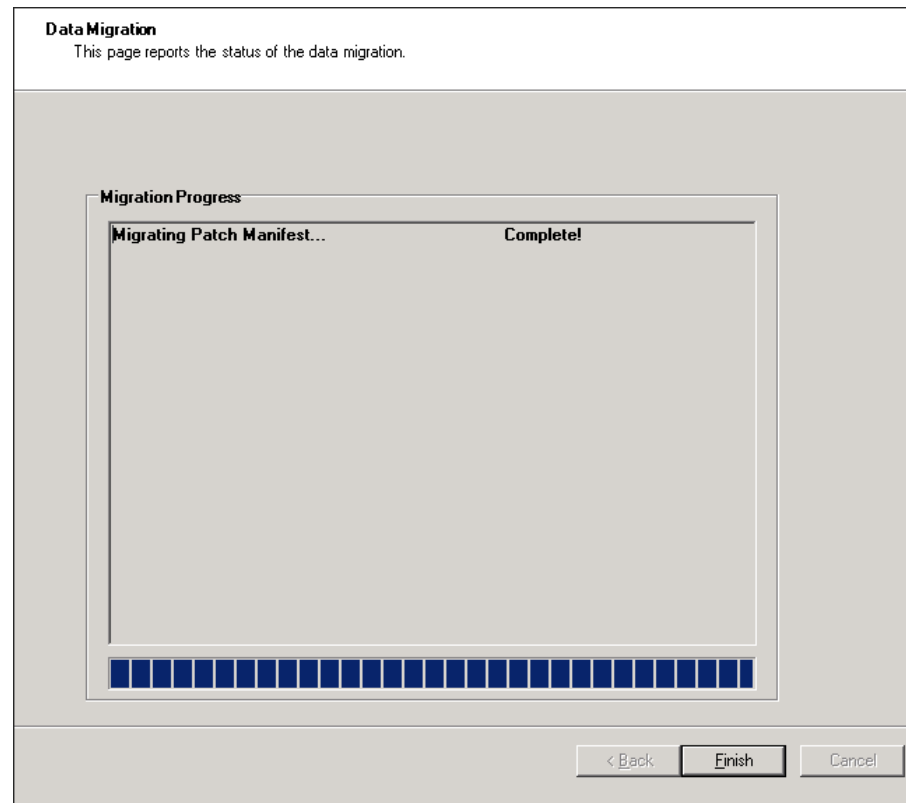 Data Migration
This page reports the status of the data migration.
Migration Progress
Migrating Patch Manifest... Complete!
< Back Finish Cancel